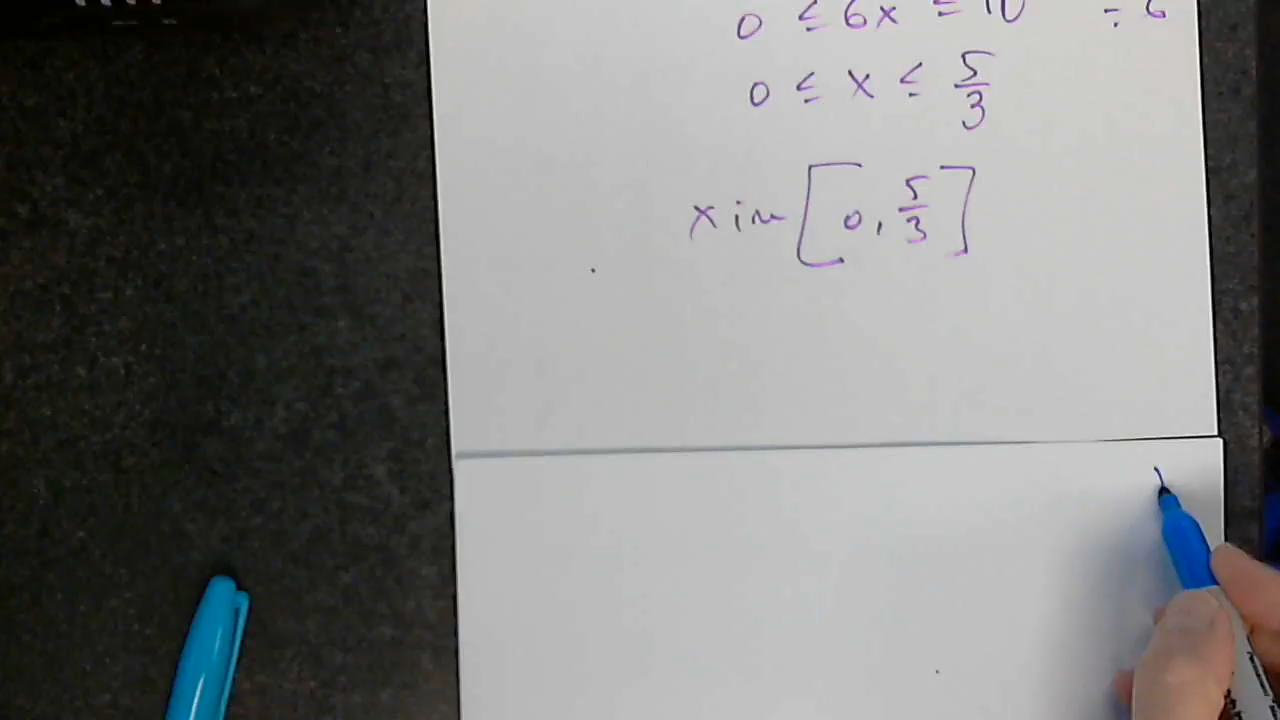 0 ≤ 6x ≤ 10 ÷ 6
0 ≤ x ≤ 5/3
x in [0, 5/3]